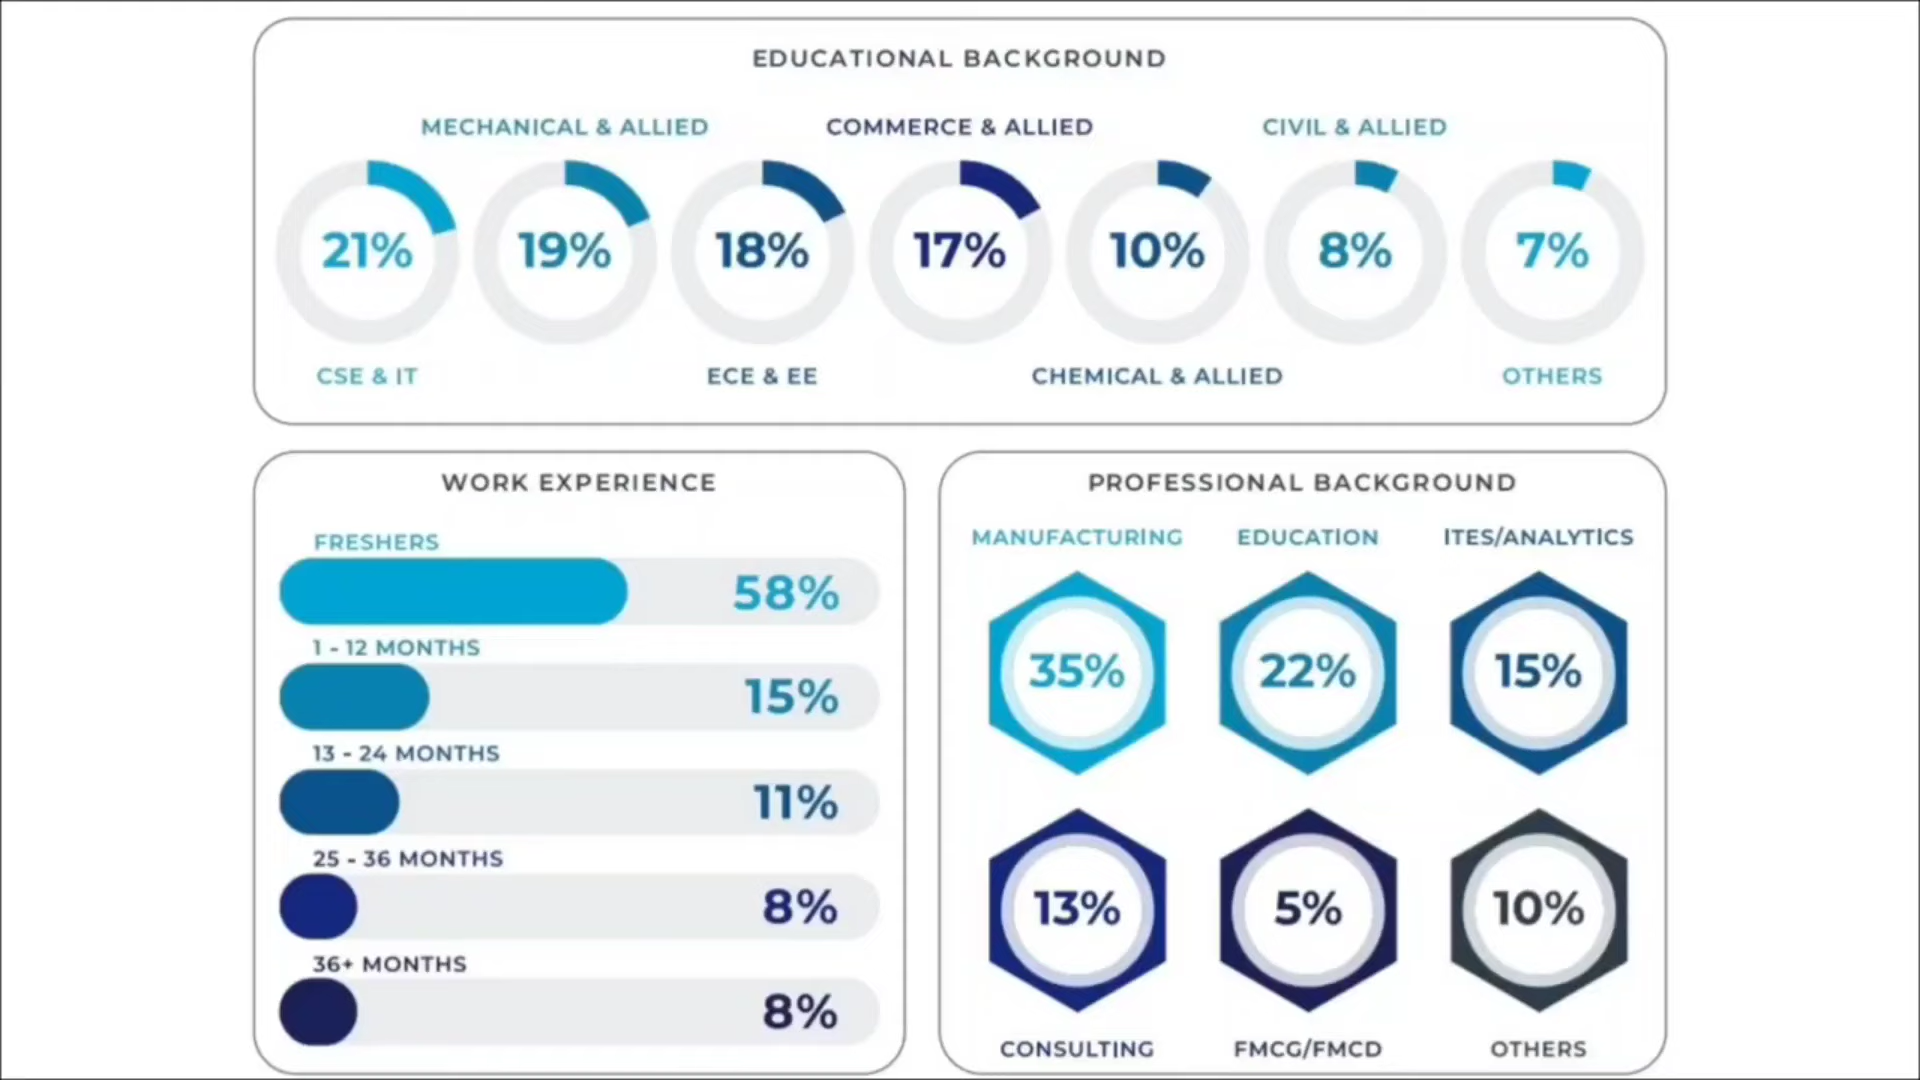 EDUCATIONAL BACKGROUND
MECHANICAL & ALLIED COMMERCE & ALLIED CIVIL & ALLIED
21% 19% 18% 17% 10% 8% 7%
CSE & IT ECE & EE CHEMICAL & ALLIED OTHERS
WORK EXPERIENCE
FRESHERS
58%
1 - 12 MONTHS
15%
13 - 24 MONTHS
11%
25 - 36 MONTHS
8%
36+ MONTHS
8%
PROFESSIONAL BACKGROUND
MANUFACTURING EDUCATION ITES/ANALYTICS
35% 22% 15%
13% 5% 10%
CONSULTING FMCG/FMCD OTHERS